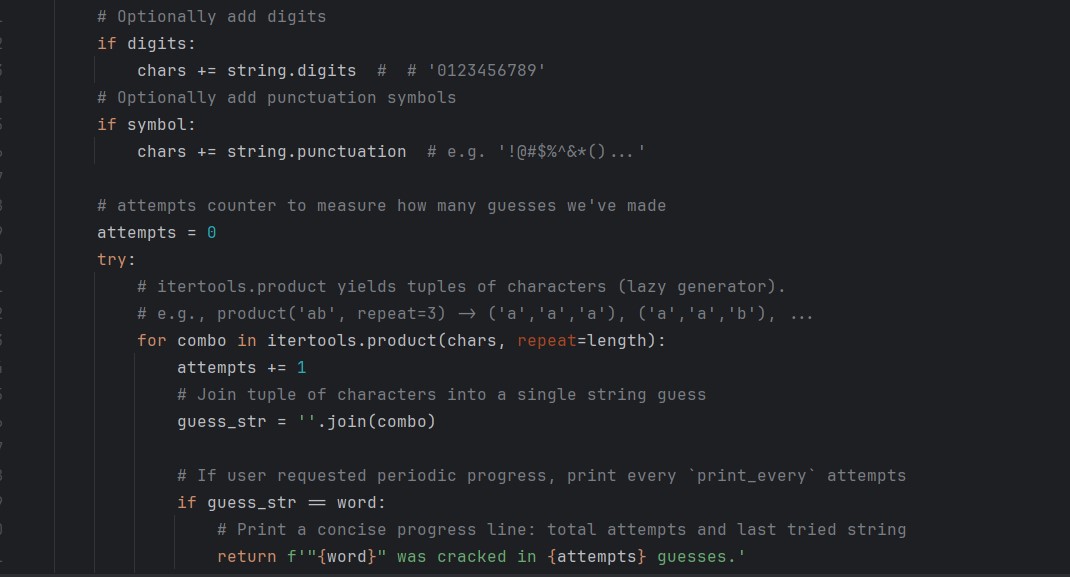 # Optionally add digits
if digits:
chars += string.digits  #  # '0123456789'
# Optionally add punctuation symbols
if symbol:
chars += string.punctuation  # e.g. '!@#$%^&*()...'
# attempts counter to measure how many guesses we've made
attempts = 0
try:
# itertools.product yields tuples of characters (lazy generator).
# e.g., product('ab', repeat=3) -> ('a','a','a'), ('a','a','b'), ...
for combo in itertools.product(chars, repeat=length):
attempts += 1
# Join tuple of characters into a single string guess
guess_str = ''.join(combo)
# If user requested periodic progress, print every `print_every` attempts
if guess_str == word:
# Print a concise progress line: total attempts and last tried string
return f'"{word}" was cracked in {attempts} guesses.'